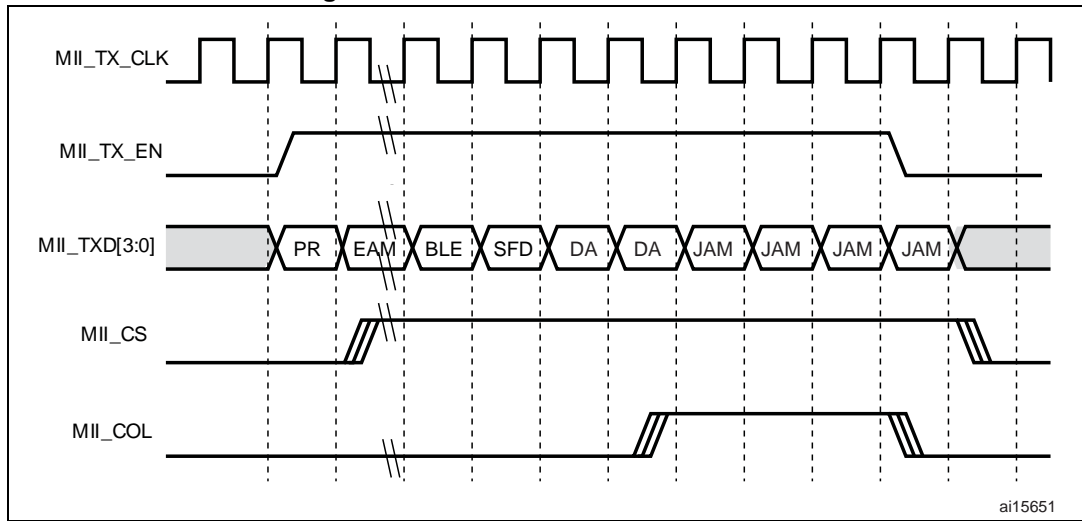 MII_TX_CLK
MII_TX_EN
MII_TXD[3:0] PR EAM BLE SFD DA DA JAM JAM JAM JAM
MII_CS
MII_COL
ai15651